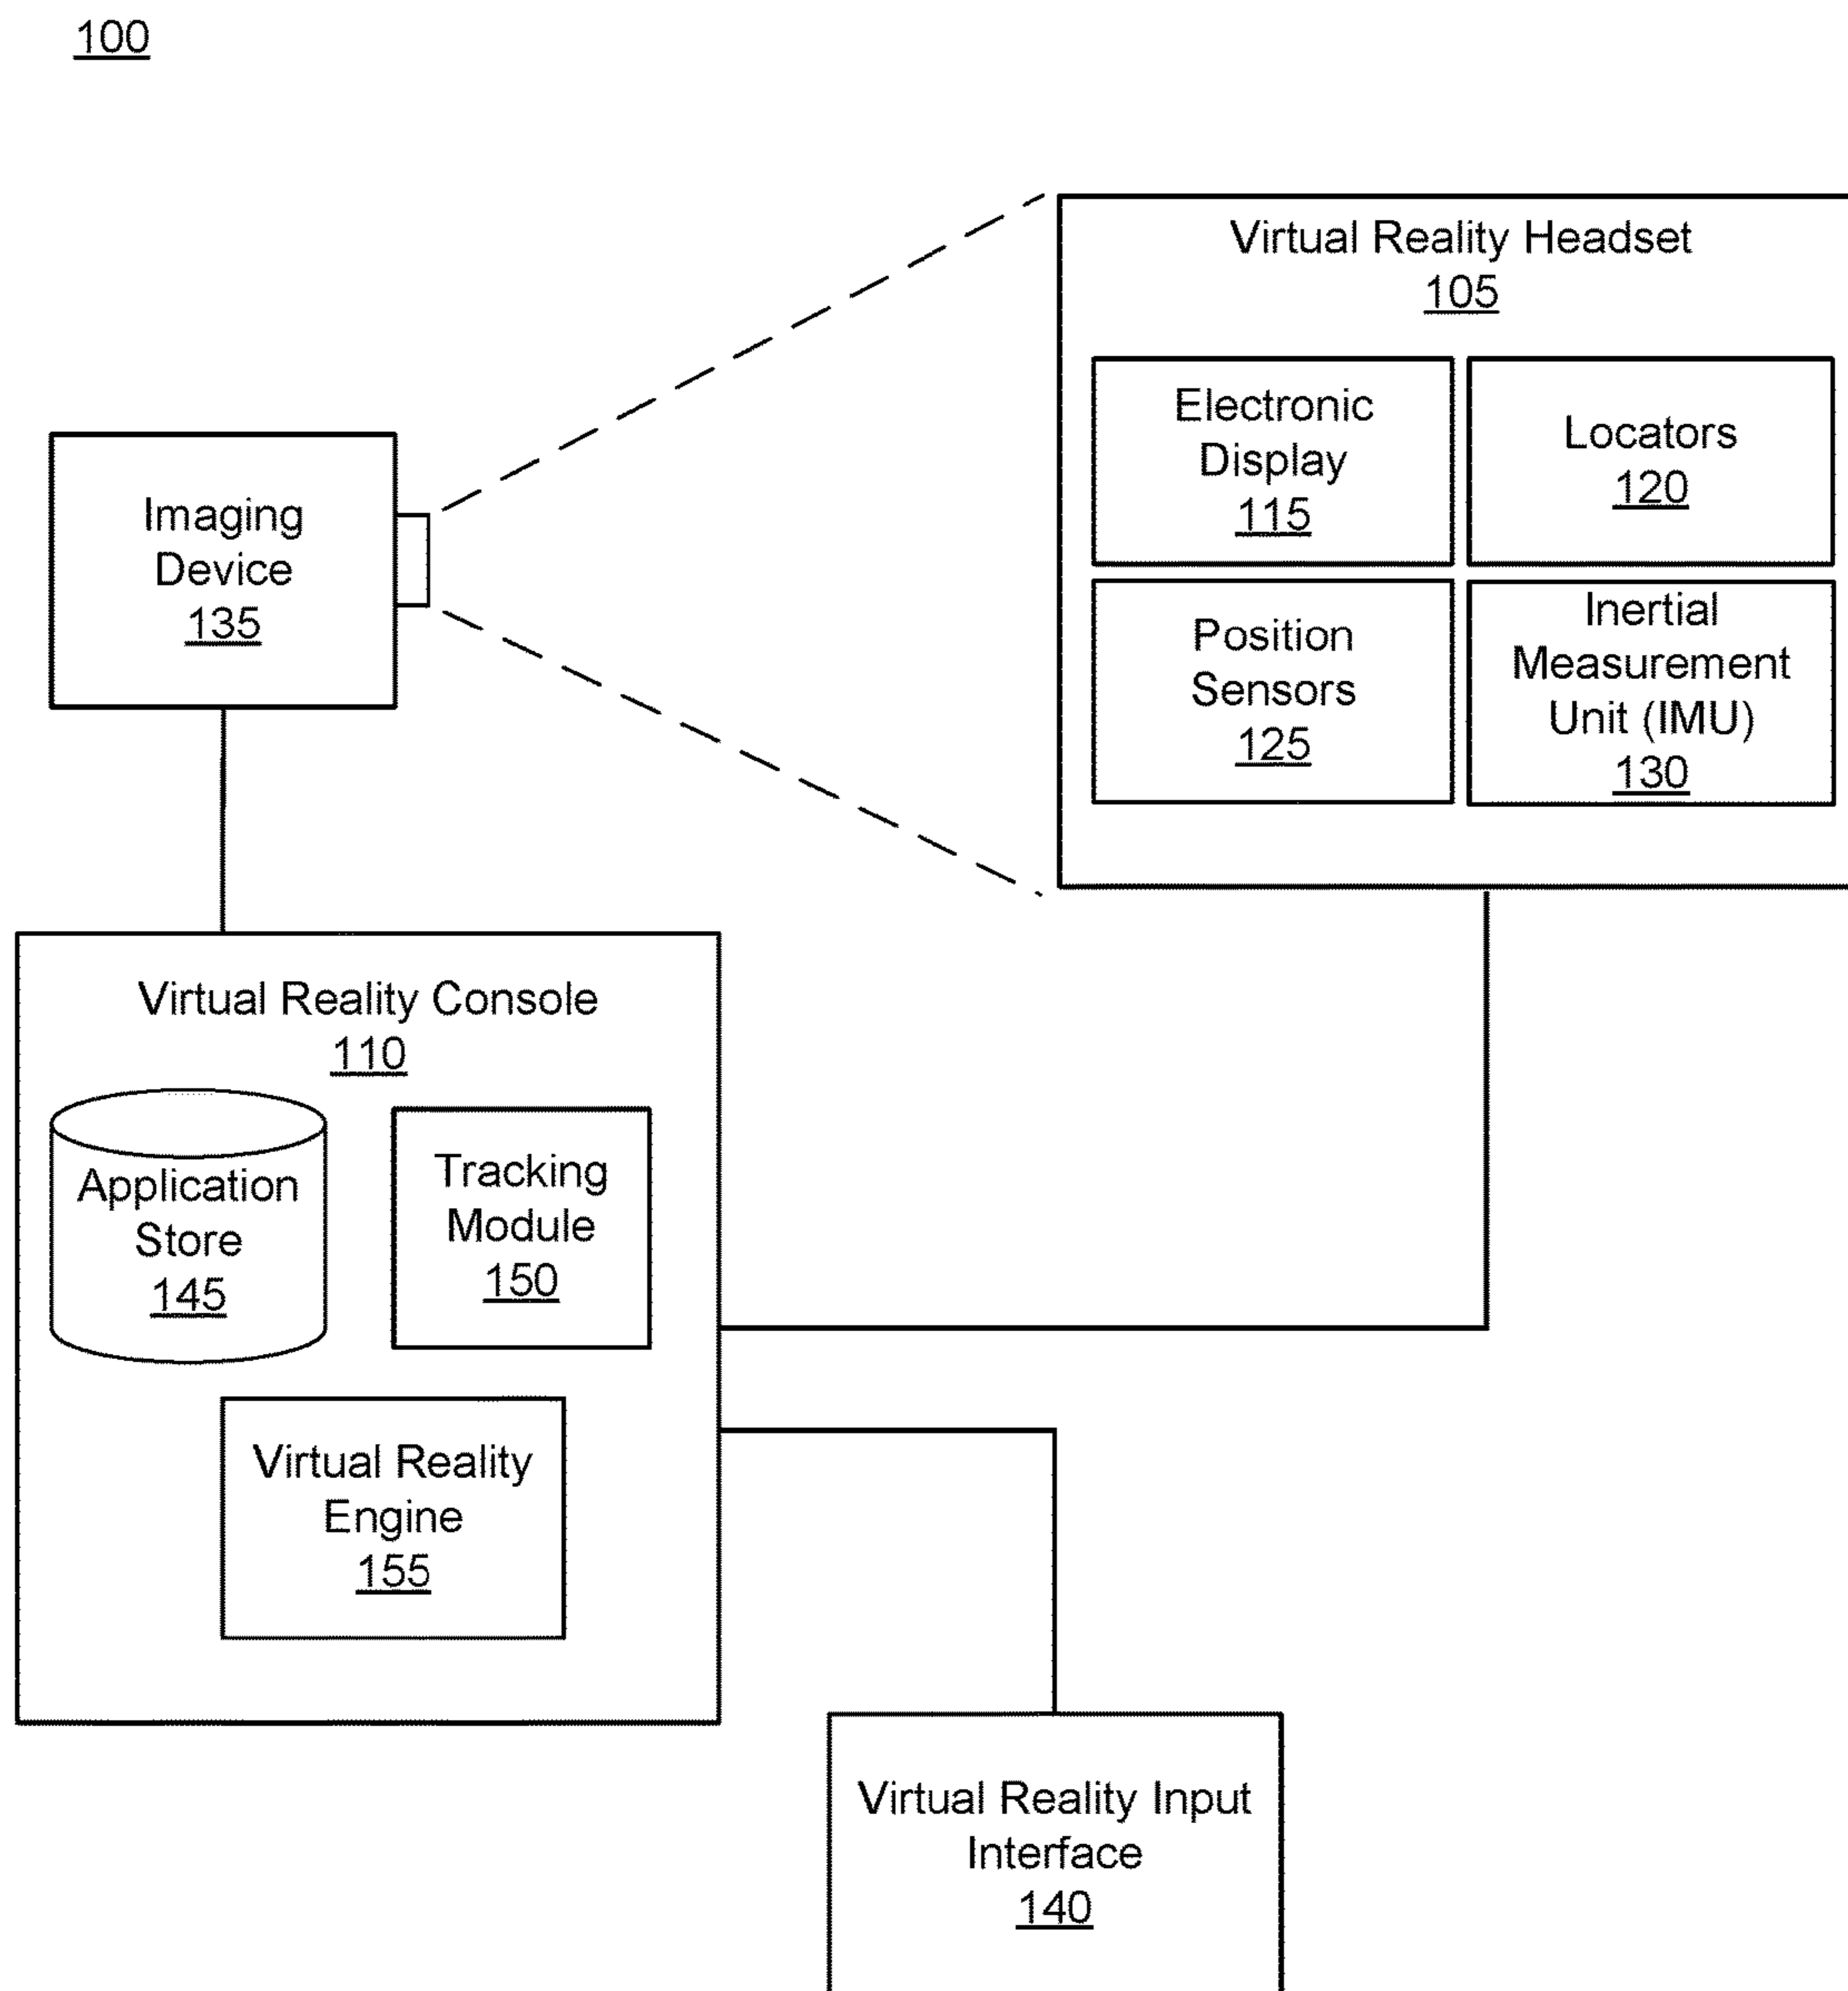 100
Virtual Reality Headset
105
Electronic
Display
115
Locators
120
Position
Sensors
125
Inertial
Measurement
Unit (IMU)
130
Imaging
Device
135
Virtual Reality Console
110
Application
Store
145
Tracking
Module
150
Virtual Reality
Engine
155
Virtual Reality Input
Interface
140